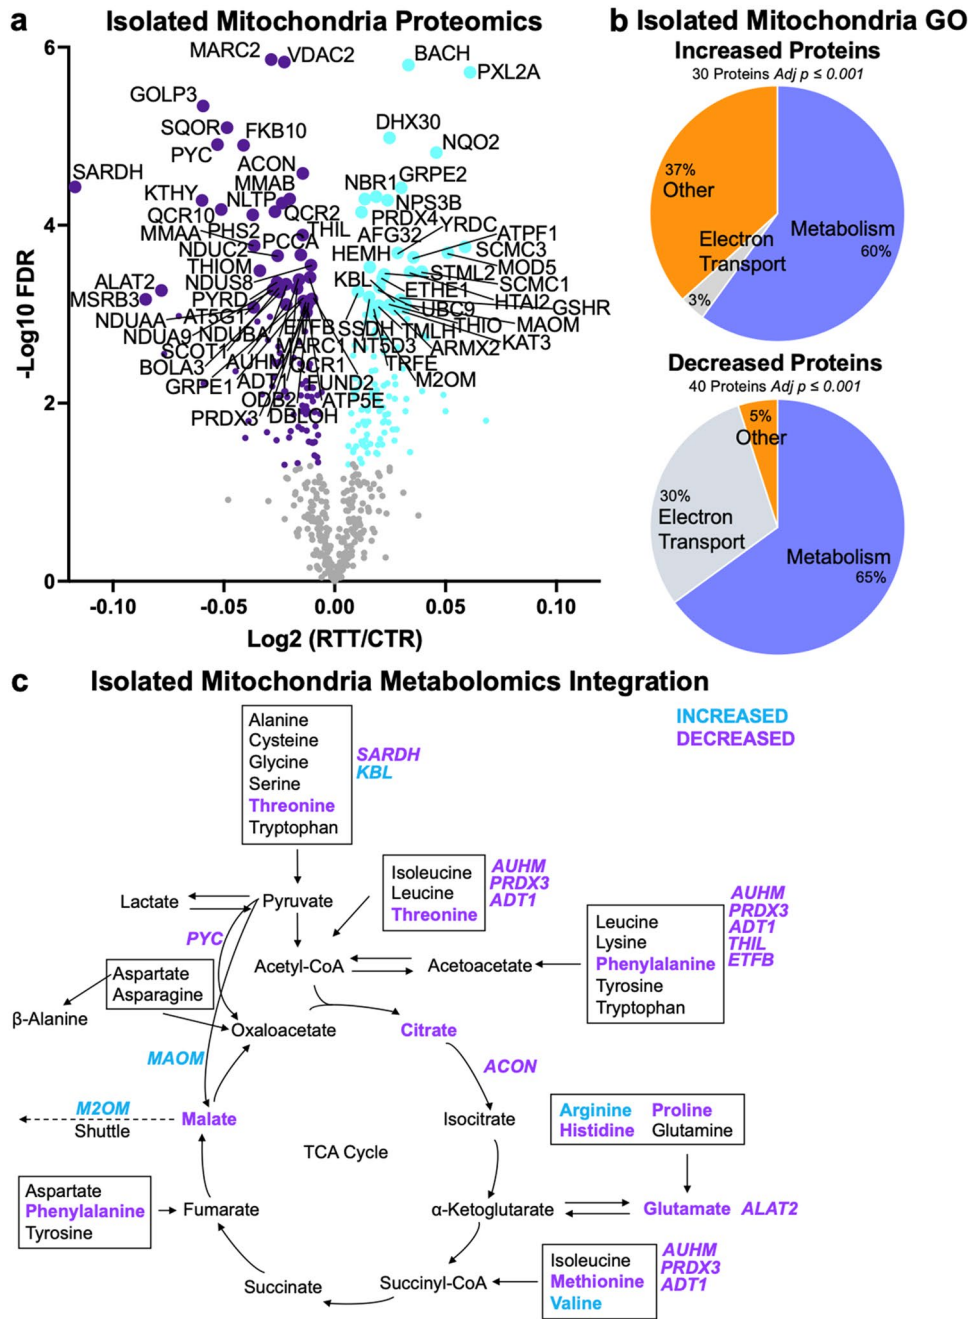 a Isolated Mitochondria Proteomics
b Isolated Mitochondria GO
Increased Proteins
30 Proteins Adj p ≤ 0.001
37%
Other
Electron
Transport
3%
Metabolism
60%
Decreased Proteins
40 Proteins Adj p ≤ 0.001
5%
Other
30%
Electron
Transport
Metabolism
65%
-Log10 FDR
6
4
2
0
MARC2 VDAC2 BACH
PXL2A
GOLP3
DHX30
SQOR FKB10 NQO2
PYC
ACON GRPE2
SARDH
MMAB NBR1
KTHY NLTP NPS3B
QCR10 QCR2 PRDX4 YRDC
MMAA PHS2 THIL AFG32 ATPF1
NDUC2 PCCA HEMH SCMC3
THIOM STML2 MOD5
ALAT2 NDUS8 KBL ETHE1 SCMC1
MSRB3 PYRD UBC9 HTAI2 GSHR
NDUAA AT5G1 ETFB SSDH TMLH THIO MAOM
NDUA9 NDUBA MARC1 NT5D3 ARMX2 KAT3
SCOT1 AUHM QCR1 TRFE
BOLA3 ADT1 FUND2 M2OM
GRPE1 ODB2 ATP5E
PRDX3 DBLOH
-0.10 -0.05 0.00 0.05 0.10
Log2 (RTT/CTR)
c Isolated Mitochondria Metabolomics Integration
INCREASED
DECREASED
Alanine
Cysteine
Glycine
Serine
Threonine
Tryptophan
SARDH
KBL
Isoleucine
Leucine
Threonine
AUHM
PRDX3
ADT1
Lactate
Pyruvate
PYC
Leucine
Lysine
Phenylalanine
Tyrosine
Tryptophan
AUHM
PRDX3
ADT1
THIL
ETFB
Acetyl-CoA
Acetoacetate
Aspartate
Asparagine
β-Alanine
Oxaloacetate
Citrate
MAOM
ACON
M2OM
Shuttle
Malate
Isocitrate
TCA Cycle
Arginine Proline
Histidine Glutamine
Aspartate
Phenylalanine
Tyrosine
Fumarate
α-Ketoglutarate
Glutamate ALAT2
Succinate
Succinyl-CoA
Isoleucine
Methionine
Valine
AUHM
PRDX3
ADT1